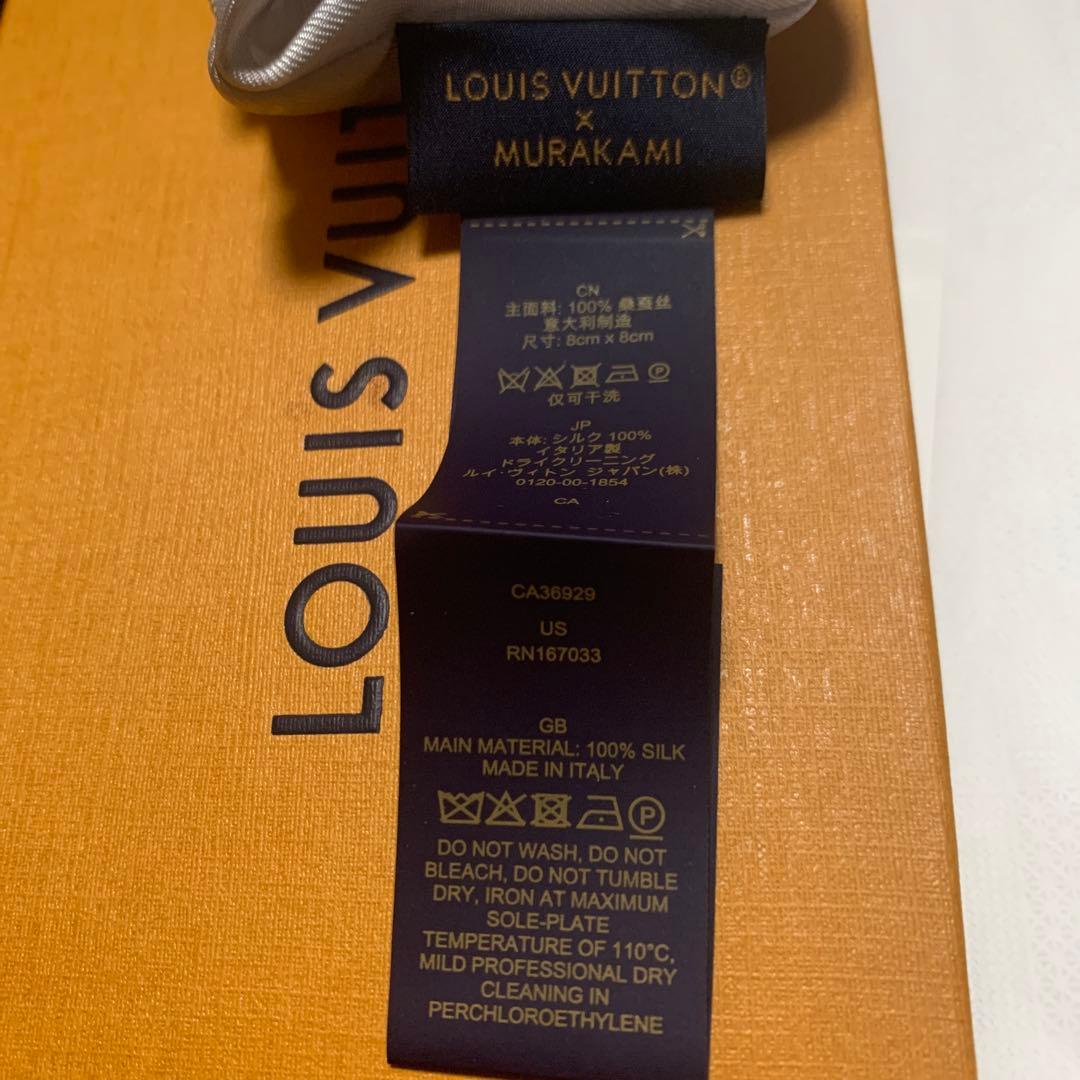 LOUIS VUITTON®
X
MURAKAMI
LOUIS VUIT
CN
主面料: 100% 桑蚕丝
意大利制造
尺寸: 8cm x 8cm
P
仅可干洗
JP
本体: シルク 100%
イタリア製
ドライクリーニング
ルイ・ヴィトン ジャパン(株)
0120-00-1854
CA
CA36929
US
RN167033
GB
MAIN MATERIAL: 100% SILK
MADE IN ITALY
P
DO NOT WASH, DO NOT
BLEACH, DO NOT TUMBLE
DRY, IRON AT MAXIMUM
SOLE-PLATE
TEMPERATURE OF 110°C,
MILD PROFESSIONAL DRY
CLEANING IN
PERCHLOROETHYLENE